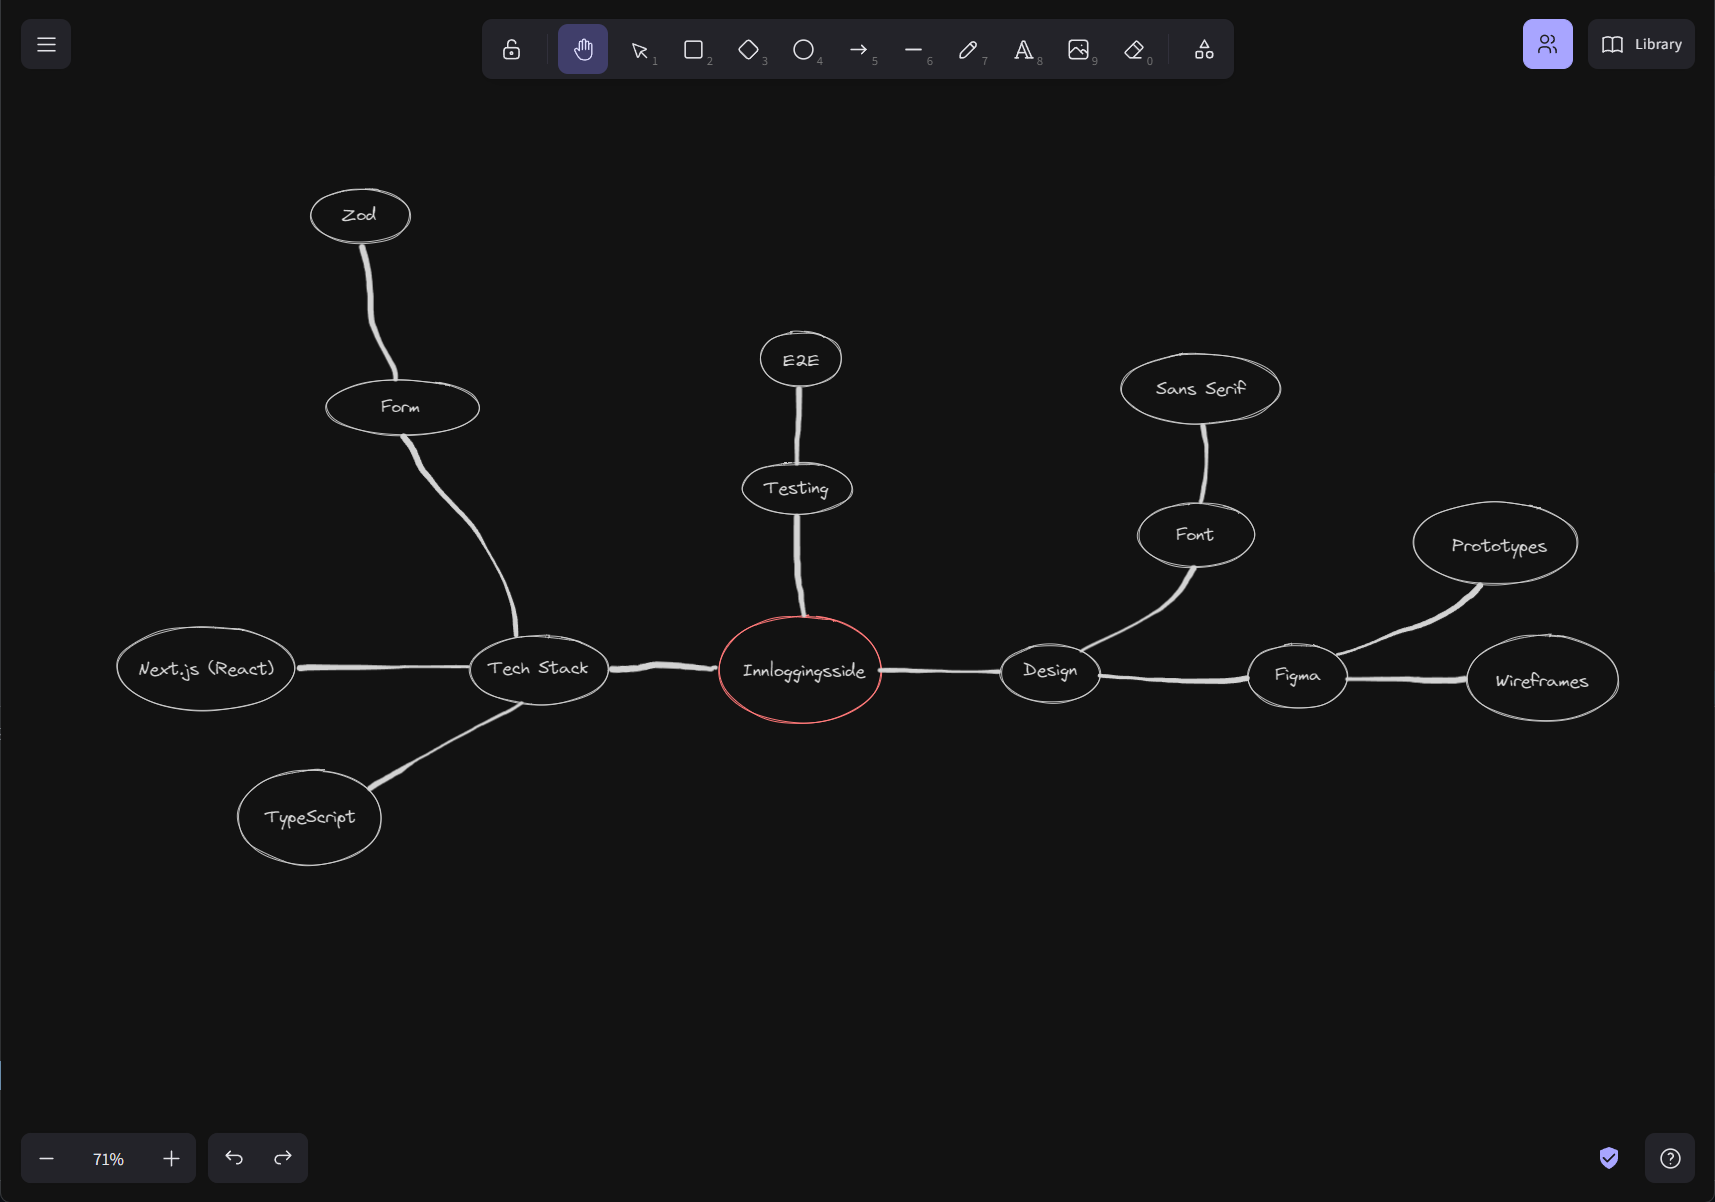 1
2
3
4
5
6
7
8
9
0
Library
Zod
E2E
Sans Serif
Form
Testing
Font
Prototypes
Next.js (React)
Tech Stack
Innloggingsside
Design
Figma
Wireframes
TypeScript
71%